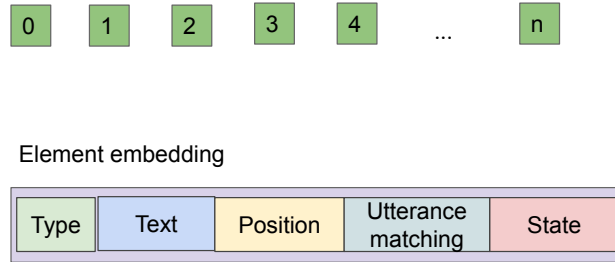 0 1 2 3 4 ... n
Element embedding
Type Text Position Utterance matching State